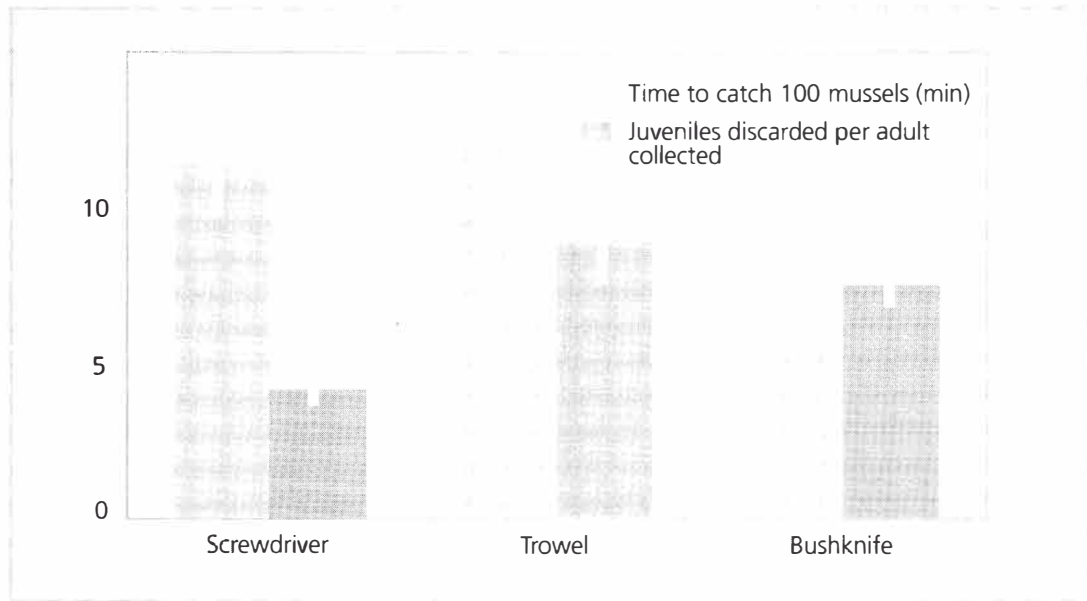 Time to catch 100 mussels (min)
Juveniles discarded per adult
collected
10
5
0
Screwdriver
Trowel
Bushknife